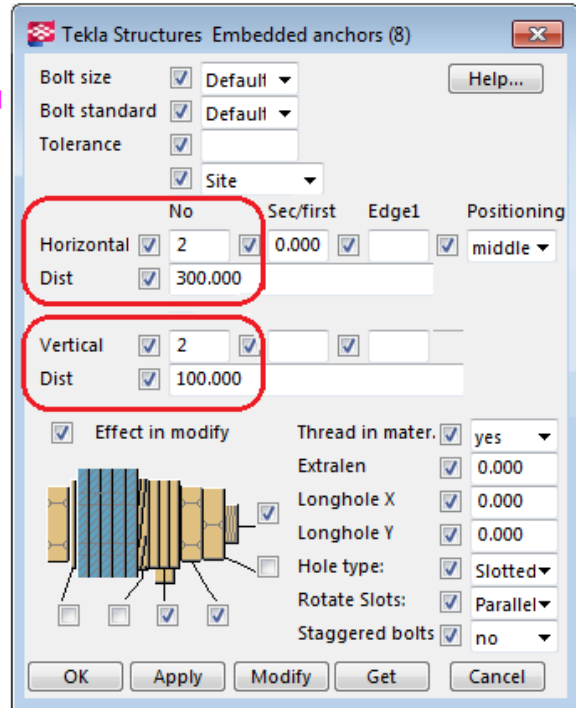 Tekla Structures Embedded anchors (8)
Bolt size Default Help...
Bolt standard Default
Tolerance
Site
No Sec/first Edge1 Positioning
Horizontal 2 0.000 middle
Dist 300.000
Vertical 2
Dist 100.000
Effect in modify Thread in mater. yes
Extralen 0.000
Longhole X 0.000
Longhole Y 0.000
Hole type: Slotted
Rotate Slots: Parallel
Staggered bolts no
OK Apply Modify Get Cancel